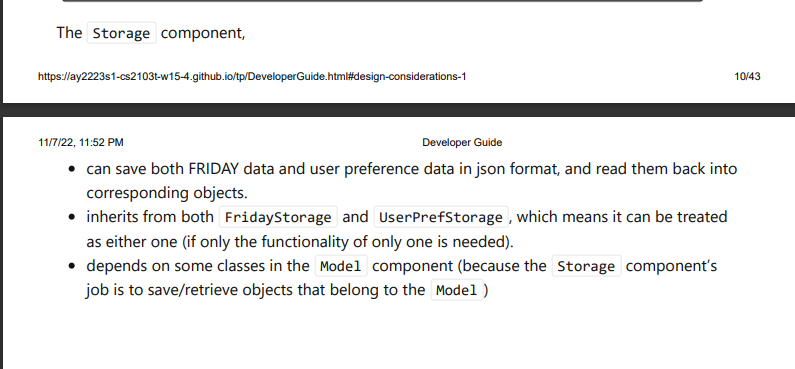 The Storage component,
https://ay2223s1-cs2103t-w15-4.github.io/tp/DeveloperGuide.html#design-considerations-1 10/43
11/7/22, 11:52 PM Developer Guide
• can save both FRIDAY data and user preference data in json format, and read them back into
corresponding objects.
• inherits from both FridayStorage and UserPrefStorage , which means it can be treated
as either one (if only the functionality of only one is needed).
• depends on some classes in the Model component (because the Storage component’s
job is to save/retrieve objects that belong to the Model )